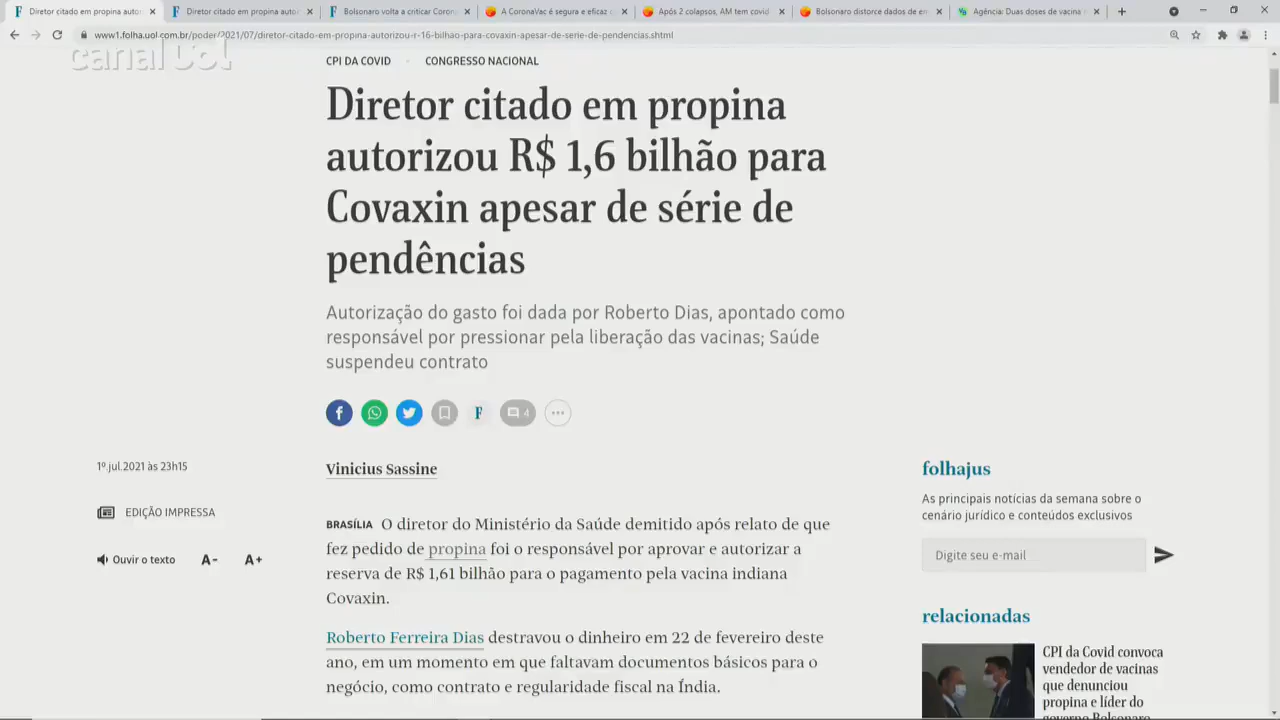 Diretor citado em propina autor
Diretor citado em propina autor
Bolsonaro volta a criticar Coron
A CoronaVac é segura e eficaz c
Após 2 colapsos, AM tem covid
Bolsonaro distorce dados de em
Agência: Duas doses de vacina
www1.folha.uol.com.br/poder/2021/07/diretor-citado-em-propina-autorizou-r-16-bilhao-para-covaxin-apesar-de-serie-de-pendencias.shtml
canal uol
CPI DA COVID
CONGRESSO NACIONAL
Diretor citado em propina
autorizou R$ 1,6 bilhão para
Covaxin apesar de série de
pendências
Autorização do gasto foi dada por Roberto Dias, apontado como
responsável por pressionar pela liberação das vacinas; Saúde
suspendeu contrato
F
4
1º.jul.2021 às 23h15
EDIÇÃO IMPRESSA
Ouvir o texto A- A+
Vinicius Sassine
BRASÍLIA O diretor do Ministério da Saúde demitido após relato de que
fez pedido de propina foi o responsável por aprovar e autorizar a
reserva de R$ 1,61 bilhão para o pagamento pela vacina indiana
Covaxin.
Roberto Ferreira Dias destravou o dinheiro em 22 de fevereiro deste
ano, em um momento em que faltavam documentos básicos para o
negócio, como contrato e regularidade fiscal na Índia.
folhajus
As principais notícias da semana sobre o
cenário jurídico e conteúdos exclusivos
Digite seu e-mail
relacionadas
CPI da Covid convoca
vendedor de vacinas
que denunciou
propina e líder do
governo Bolsonaro